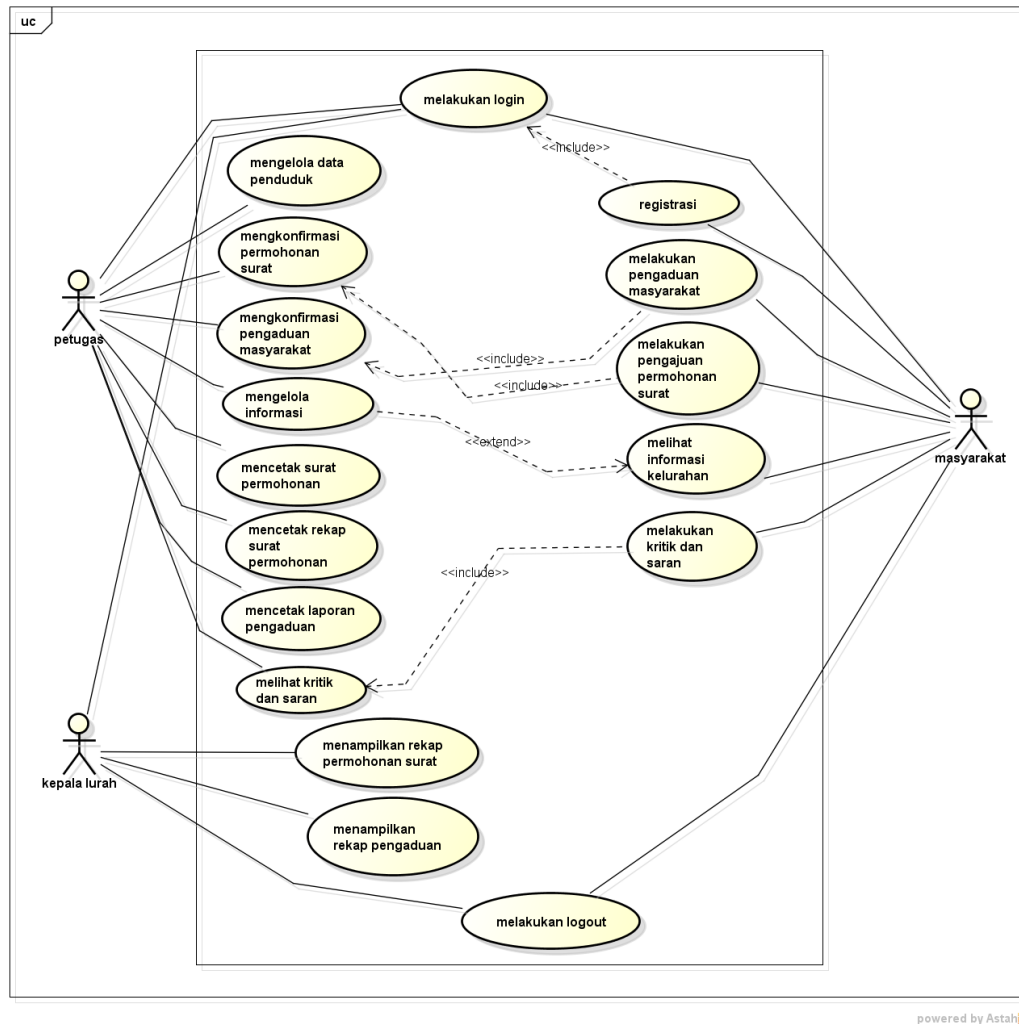 uc
melakukan login
<<include>>
mengelola data
penduduk
registrasi
mengkonfirmasi
permohonan
surat
melakukan
pengaduan
masyarakat
mengkonfirmasi
pengaduan
masyarakat
petugas
<<include>>
melakukan
pengajuan
permohonan
surat
<<include>>
mengelola
informasi
<<extend>>
melihat
informasi
kelurahan
masyarakat
mencetak surat
permohonan
mencetak rekap
surat
permohonan
melakukan
kritik dan
saran
<<include>>
mencetak laporan
pengaduan
melihat kritik
dan saran
kepala lurah
menampilkan rekap
permohonan surat
menampilkan
rekap pengaduan
melakukan logout
powered by Astah